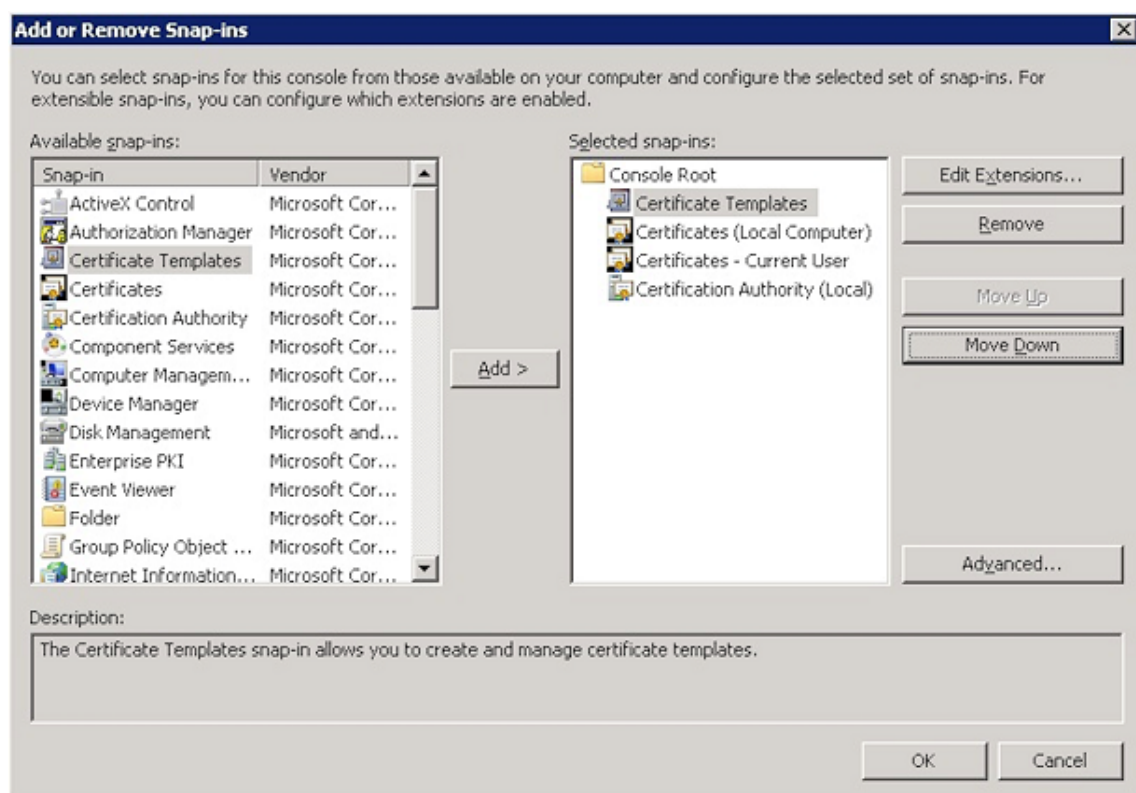 Add or Remove Snap-ins
You can select snap-ins for this console from those available on your computer and configure the selected set of snap-ins. For
extensible snap-ins, you can configure which extensions are enabled.
Available snap-ins:
Snap-in Vendor
ActiveX Control Microsoft Cor...
Authorization Manager Microsoft Cor...
Certificate Templates Microsoft Cor...
Certificates Microsoft Cor...
Certification Authority Microsoft Cor...
Component Services Microsoft Cor...
Computer Managem... Microsoft Cor...
Device Manager Microsoft Cor...
Disk Management Microsoft and...
Enterprise PKI Microsoft Cor...
Event Viewer Microsoft Cor...
Folder Microsoft Cor...
Group Policy Object ... Microsoft Cor...
Internet Information... Microsoft Cor...
Add >
Selected snap-ins:
Console Root
Certificate Templates
Certificates (Local Computer)
Certificates - Current User
Certification Authority (Local)
Edit Extensions...
Remove
Move Up
Move Down
Advanced...
Description:
The Certificate Templates snap-in allows you to create and manage certificate templates.
OK
Cancel